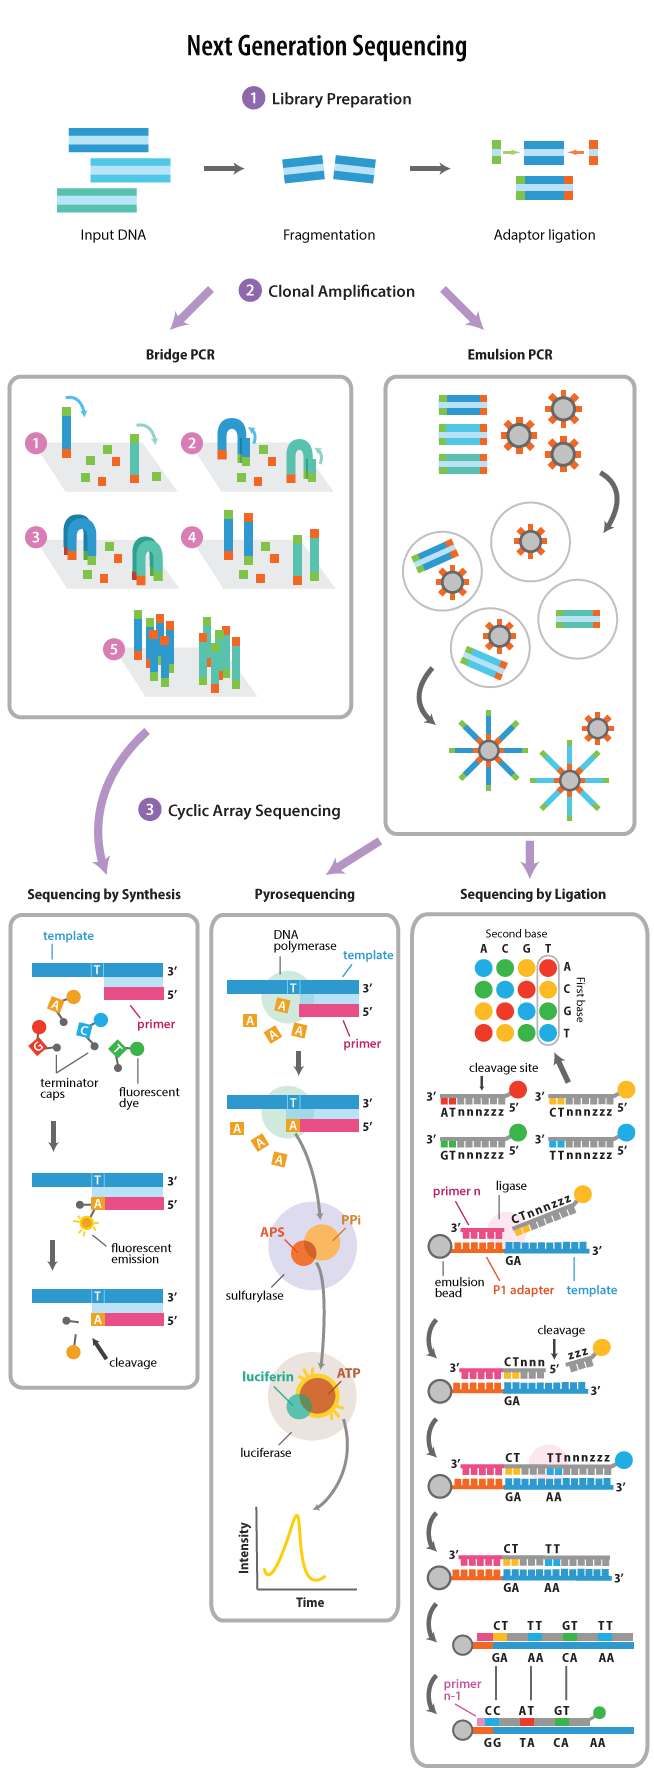 Next Generation Sequencing
1 Library Preparation
Input DNA
Fragmentation
Adaptor ligation
2 Clonal Amplification
Bridge PCR
1
2
3
4
5
Emulsion PCR
3 Cyclic Array Sequencing
Sequencing by Synthesis
template
T
3’
5’
primer
A
C
G
T
terminator
caps
fluorescent
dye
T
3’
A
5’
fluorescent
emission
T
3’
A
5’
cleavage
Pyrosequencing
DNA
polymerase
template
T
3’
A
5’
A
A
A
primer
T
3’
A
5’
A
A
A
PPi
APS
sulfurylase
luciferin
ATP
luciferase
Intensity
Time
Sequencing by Ligation
Second base
A C G T
A
C
G
T
First base
cleavage site
3’
ATnnnzzz 5’
3’
CTnnnzzz 5’
3’
GTnnnzzz 5’
3’
TTnnnzzz 5’
primer n
ligase
CTnnnzzz
3’
3’
GA
emulsion
bead
P1 adapter
template
cleavage
zzz
CTnnn
3’
5’
3’
GA
CT TTnnnzzz
3’
3’
GA AA
CT TT
3’
3’
GA AA
CT TT GT TT
GA AA CA AA
primer
n-1
CC AT GT
GG TA CA AA